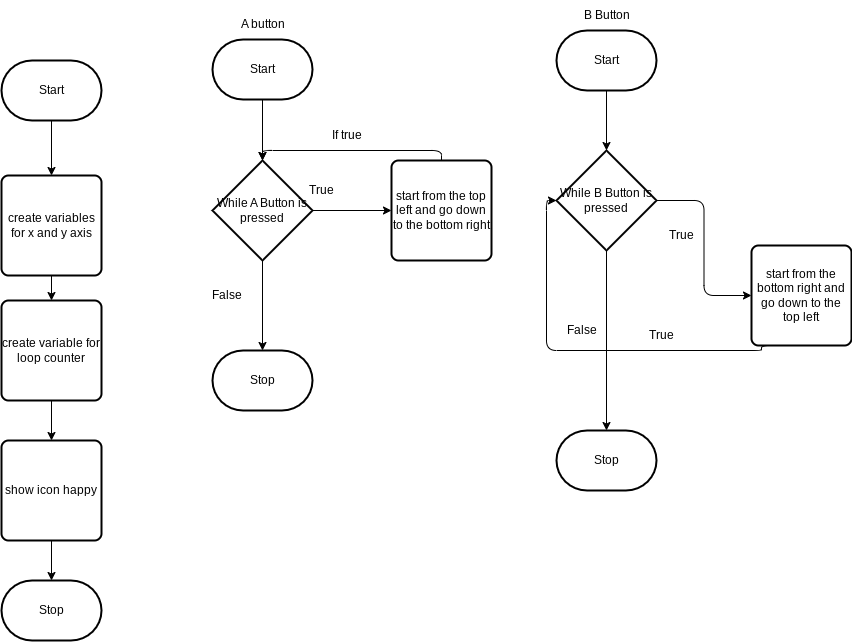 Start
create variables
for x and y axis
create variable for
loop counter
show icon happy
Stop
A button
Start
If true
While A Button is
pressed
True
start from the top
left and go down
to the bottom right
False
Stop
B Button
Start
While B Button is
pressed
True
start from the
bottom right and
go down to the
top left
False
True
Stop